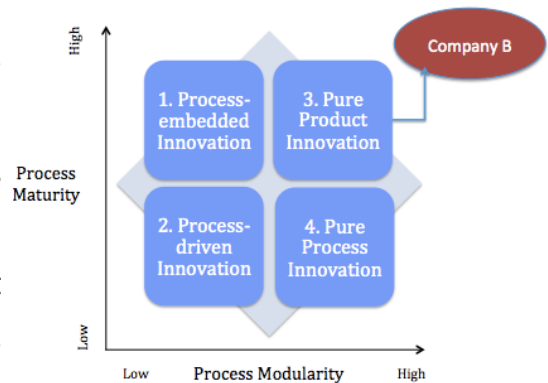 High
Company B
1. Process-
embedded
Innovation
3. Pure
Product
Innovation
Process
Maturity
2. Process-
driven
Innovation
4. Pure
Process
Innovation
Low
Low
Process Modularity
High